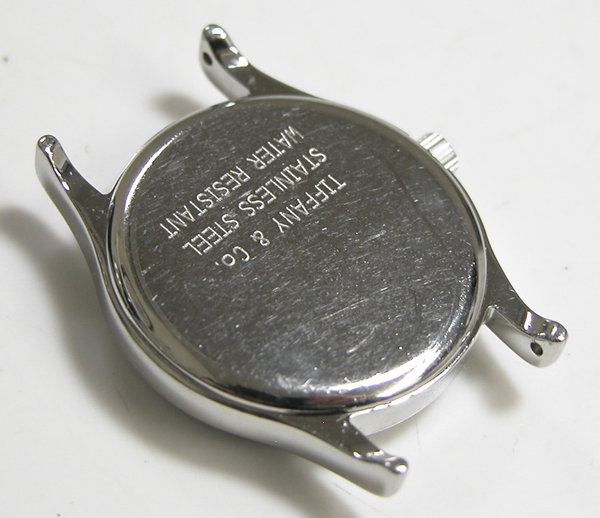 TIFFANY & Co.
STAINLESS STEEL
WATER RESISTANT